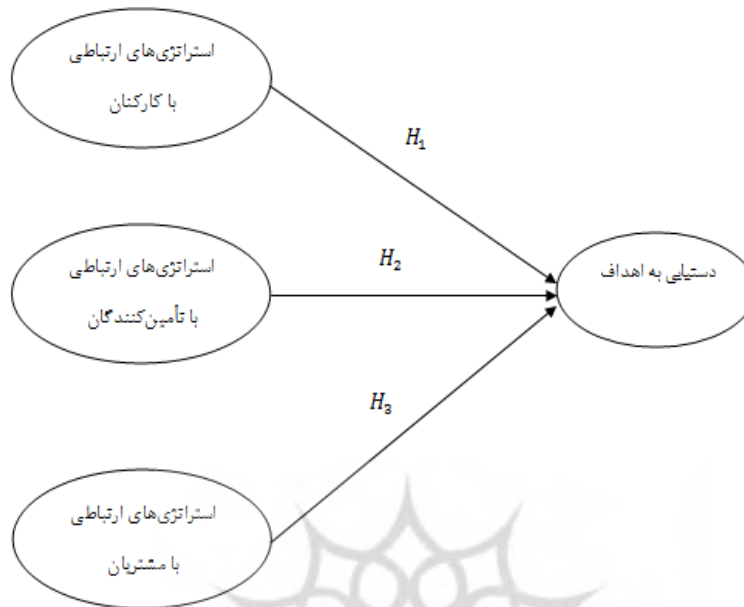 استراتژی‌های ارتباطی
با کارکنان
H₁
استراتژی‌های ارتباطی
با تأمین‌کنندگان
H₂
دستیابی به اهداف
H₃
استراتژی‌های ارتباطی
با مشتریان